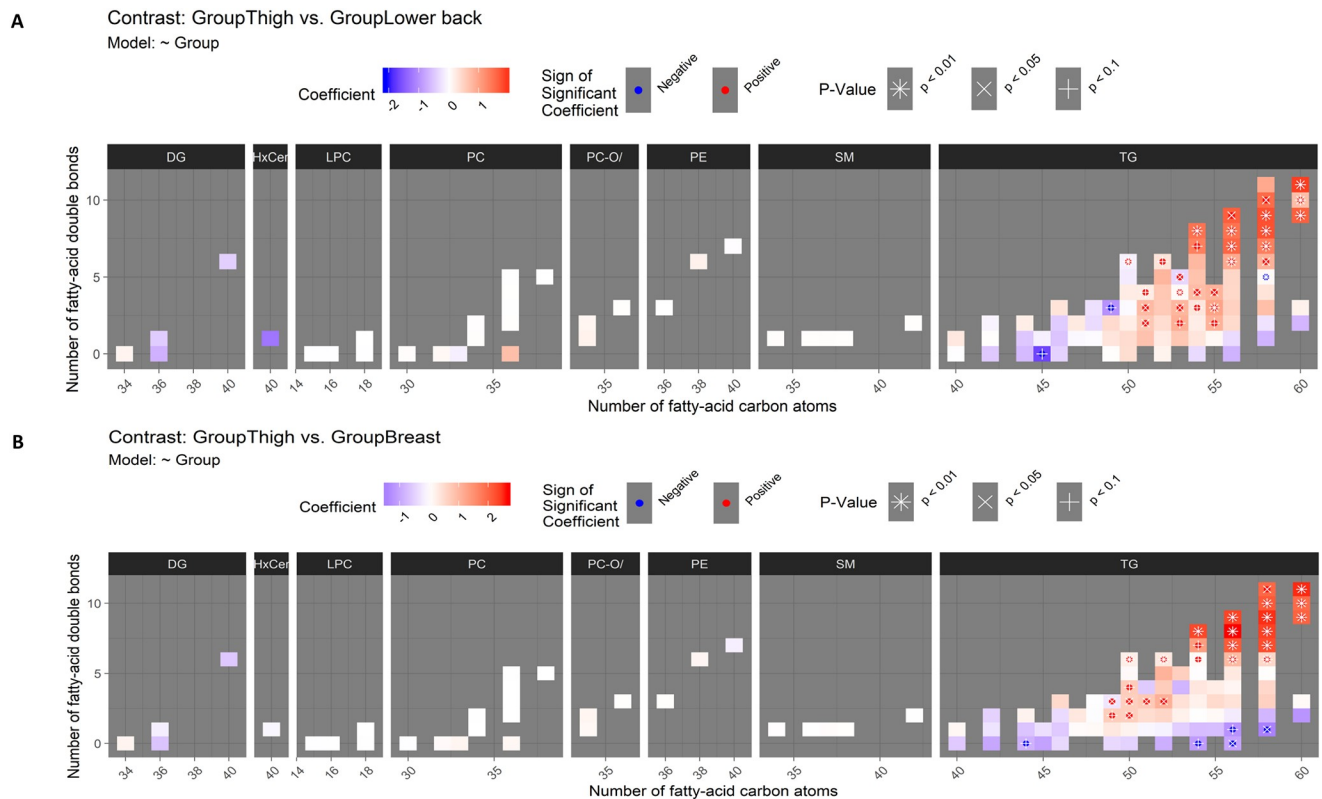 A
Contrast: GroupThigh vs. GroupLower back
Model: ~ Group
Coefficient
-2 -1 0 1
Sign of
Significant
Coefficient
Negative
Positive
P-Value
p < 0.01
p < 0.05
p < 0.1
DG HxCer LPC PC PC-O/ PE SM TG
Number of fatty-acid double bonds
10
5
0
34 36 38 40 40 14 16 18 30 35 35 36 38 40 35 40 40 45 50 55 60
Number of fatty-acid carbon atoms
B
Contrast: GroupThigh vs. GroupBreast
Model: ~ Group
Coefficient
-1 0 1 2
Sign of
Significant
Coefficient
Negative
Positive
P-Value
p < 0.01
p < 0.05
p < 0.1
DG HxCer LPC PC PC-O/ PE SM TG
Number of fatty-acid double bonds
10
5
0
34 36 38 40 40 14 16 18 30 35 35 36 38 40 35 40 40 45 50 55 60
Number of fatty-acid carbon atoms